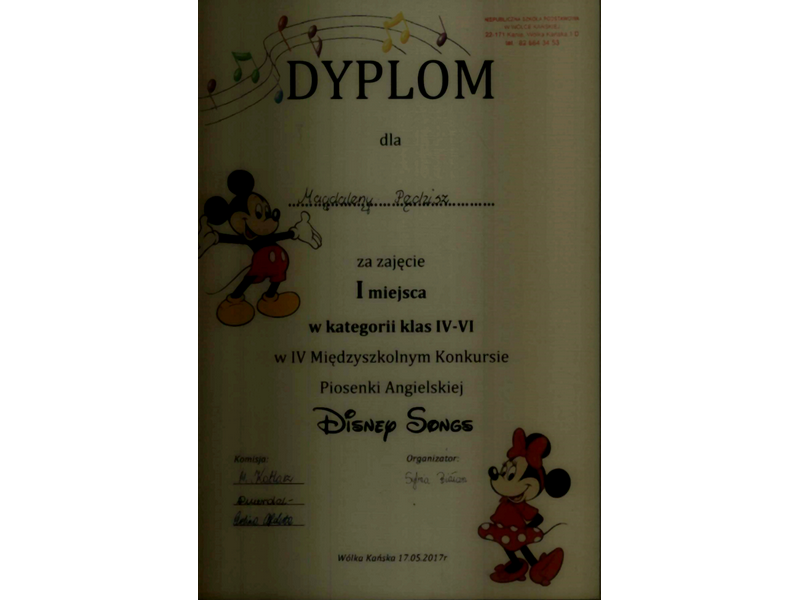 DYPLOM
dla
Magdaleny Pędzisz
za zajęcie
I miejsca
w kategorii klas IV-VI
w IV Międzyszkolnym Konkursie
Piosenki Angielskiej
Disney Songs
Komisja:
Organizator:
Wólka Kańska 17.05.2017r.